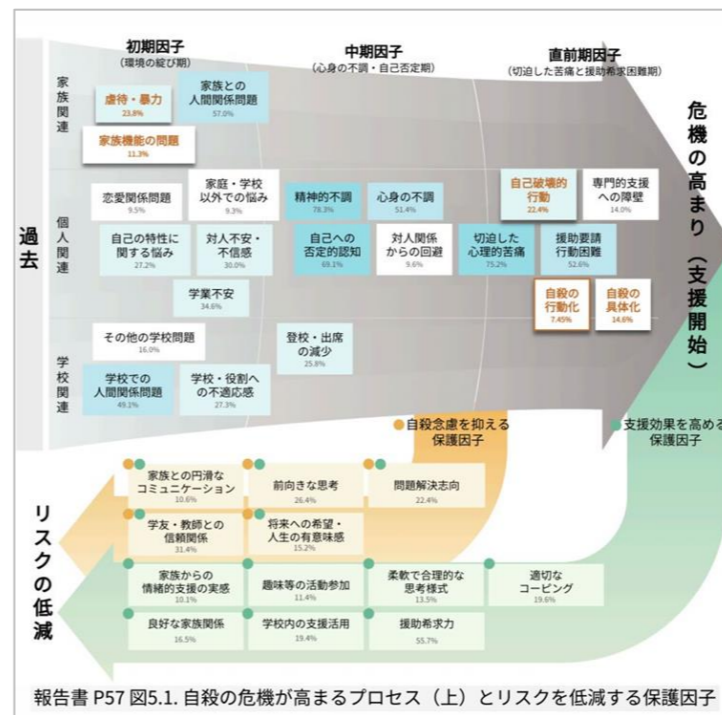 初期因子
（環境の綻び期）
中期因子
（心身の不調・自己否定期）
直前期因子
（切迫した苦痛と援助希求困難期）
過去
危機の高まり（支援開始）
家族関連
虐待・暴力
23.8%
家族との
人間関係問題
57.0%
家族機能の問題
11.3%
個人関連
恋愛関係問題
9.5%
家庭・学校
以外での悩み
9.3%
精神的不調
78.3%
心身の不調
51.4%
自己破壊的
行動
22.4%
専門的支援
への障壁
14.0%
自己の特性に
関する悩み
27.2%
対人不安・
不信感
30.0%
自己への
否定的認知
69.1%
対人関係
からの回避
9.6%
切迫した
心理的苦痛
75.2%
援助要請
行動困難
52.6%
学業不安
34.6%
自殺の
行動化
7.45%
自殺の
具体化
14.6%
学校関連
その他の学校問題
16.0%
登校・出席
の減少
25.8%
学校での
人間関係問題
49.1%
学校・役割へ
の不適応感
27.3%
自殺念慮を抑える
保護因子
支援効果を高める
保護因子
リスクの低減
家族との円滑な
コミュニケーション
10.6%
前向きな思考
26.4%
問題解決志向
22.4%
学友・教師との
信頼関係
31.4%
将来への希望・
人生の有意味感
15.2%
家族からの
情緒的支援の実感
10.1%
趣味等の活動参加
11.4%
柔軟で合理的な
思考様式
13.5%
適切な
コーピング
19.6%
良好な家族関係
16.5%
学校内の支援活用
19.4%
援助希求力
55.7%
報告書 P57 図5.1. 自殺の危機が高まるプロセス（上）とリスクを低減する保護因子